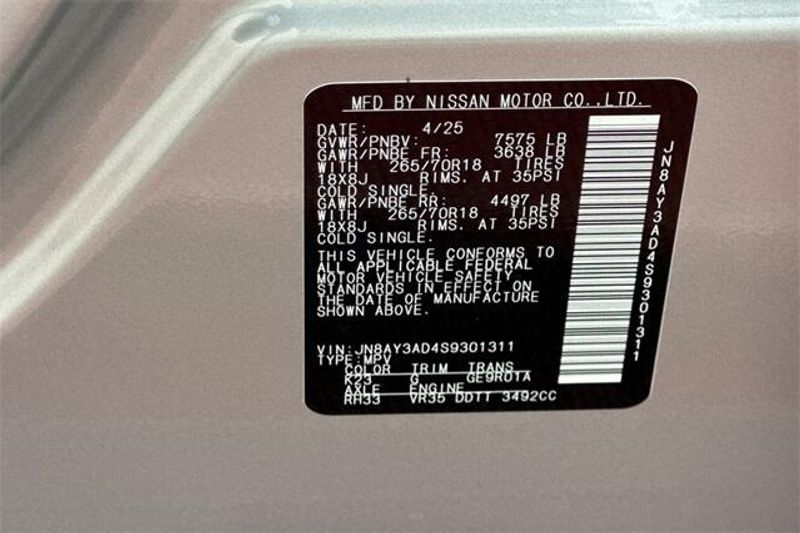 MFD BY NISSAN MOTOR CO.,LTD.
DATE: 4/25
GVWR/PNBV: 7575 LB
GAWR/PNBE FR: 3638 LB
WITH 265/70R18 TIRES
18X8J RIMS. AT 35PSI
COLD SINGLE.
GAWR/PNBE RR: 4497 LB
WITH 265/70R18 TIRES
18X8J RIMS. AT 35PSI
COLD SINGLE.
THIS VEHICLE CONFORMS TO
ALL APPLICABLE FEDERAL
MOTOR VEHICLE SAFETY
STANDARDS IN EFFECT ON
THE DATE OF MANUFACTURE
SHOWN ABOVE.
VIN:JN8AY3AD4S9301311
TYPE:MPV
COLOR TRIM TRANS
K23 G GE9R01A
AXLE ENGINE
RH33 VR35 DDTT 3492CC
JN8AY3AD4S9301311